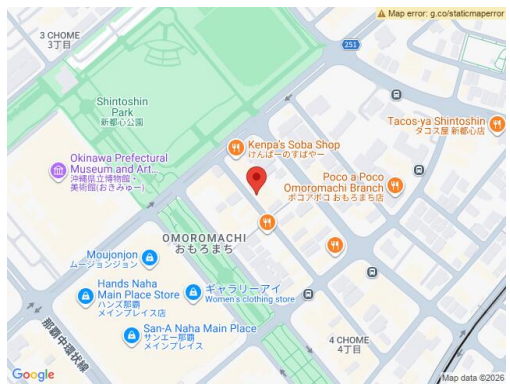 ⚠ Map error: g.co/staticmaperror
3 CHOME
3丁目
251
Shintoshin
Park
新都心公園
Tacos-ya Shintoshin
タコス屋 新都心店
Kenpa's Soba Shop
けんぱーのすばやー
Okinawa Prefectural
Museum and Art...
沖縄県立博物館・
美術館(おきみゅー)
Poco a Poco
Omoromachi Branch
ポコアポコ おもろまち店
OMOROMACHI
おもろまち
Moujonjon
ムージョンジョン
Hands Naha
Main Place Store
ハンズ那覇
メインプレイス店
ギャラリーアイ
Women's clothing store
San-A Naha Main Place
サンエー那覇
メインプレイス
那覇中環状線
4 CHOME
4丁目
Google
Map data ©2026